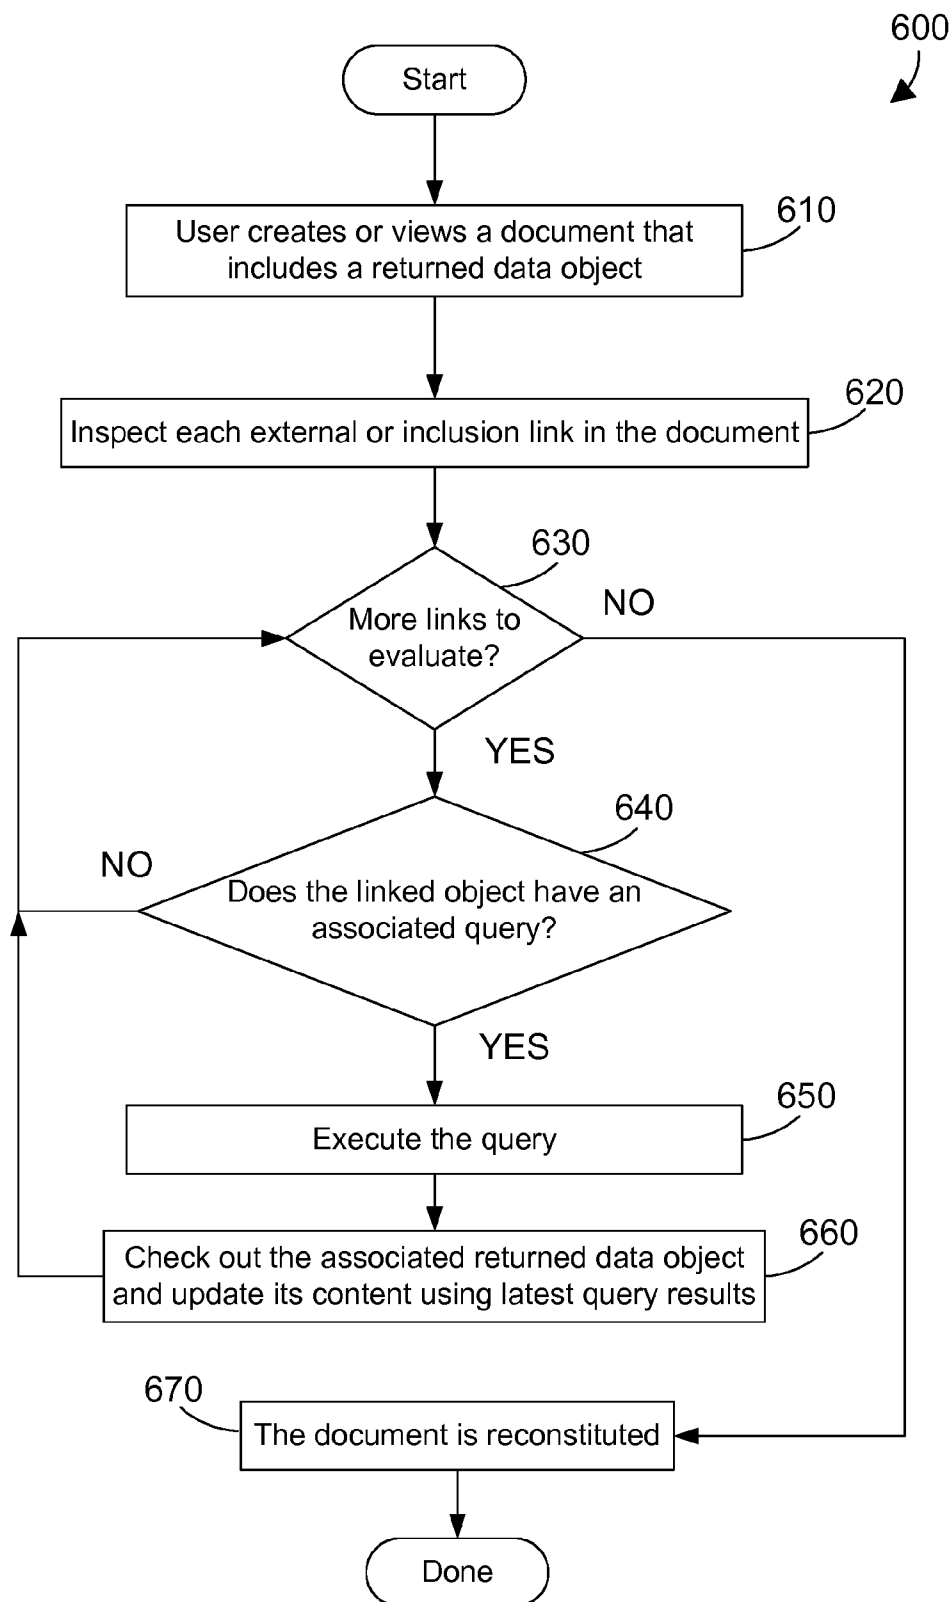 600
Start
610
User creates or views a document that
includes a returned data object
620
Inspect each external or inclusion link in the document
630
NO
More links to
evaluate?
YES
640
NO
Does the linked object have an
associated query?
YES
650
Execute the query
660
Check out the associated returned data object
and update its content using latest query results
670
The document is reconstituted
Done